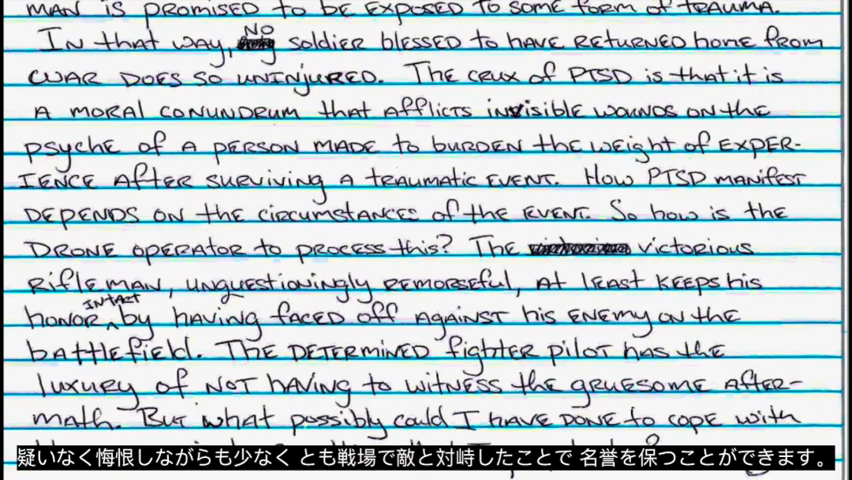 MAN IS PROMISED TO BE EXPOSED TO SOME FORM OF TRAUMA.
IN THAT WAY, NO SOLDIER BLESSED TO HAVE RETURNED HOME FROM
WAR DOES SO UNINJURED. THE CRUX OF PTSD IS THAT IT IS
A MORAL CONUNDRUM THAT AFFLICTS INVISIBLE WOUNDS ON THE
PSYCHE OF A PERSON MADE TO BURDEN THE WEIGHT OF EXPER-
IENCE AFTER SURVIVING A TRAUMATIC EVENT. HOW PTSD MANIFEST
DEPENDS ON THE CIRCUMSTANCES OF THE EVENT. SO HOW IS THE
DRONE OPERATOR TO PROCESS THIS? THE VICTORIOUS
RIFLEMAN, UNQUESTIONINGLY REMORSEFUL, AT LEAST KEEPS HIS
HONOR INTACT BY HAVING FACED OFF AGAINST HIS ENEMY ON THE
BATTLEFIELD. THE DETERMINED FIGHTER PILOT HAS THE
LUXURY OF NOT HAVING TO WITNESS THE GRUESOME AFTER-
MATH. BUT WHAT POSSIBLY COULD I HAVE DONE TO COPE WITH
疑いなく悔恨しながらも少なく とも戦場で敵と対峙したことで 名誉を保つことができます。